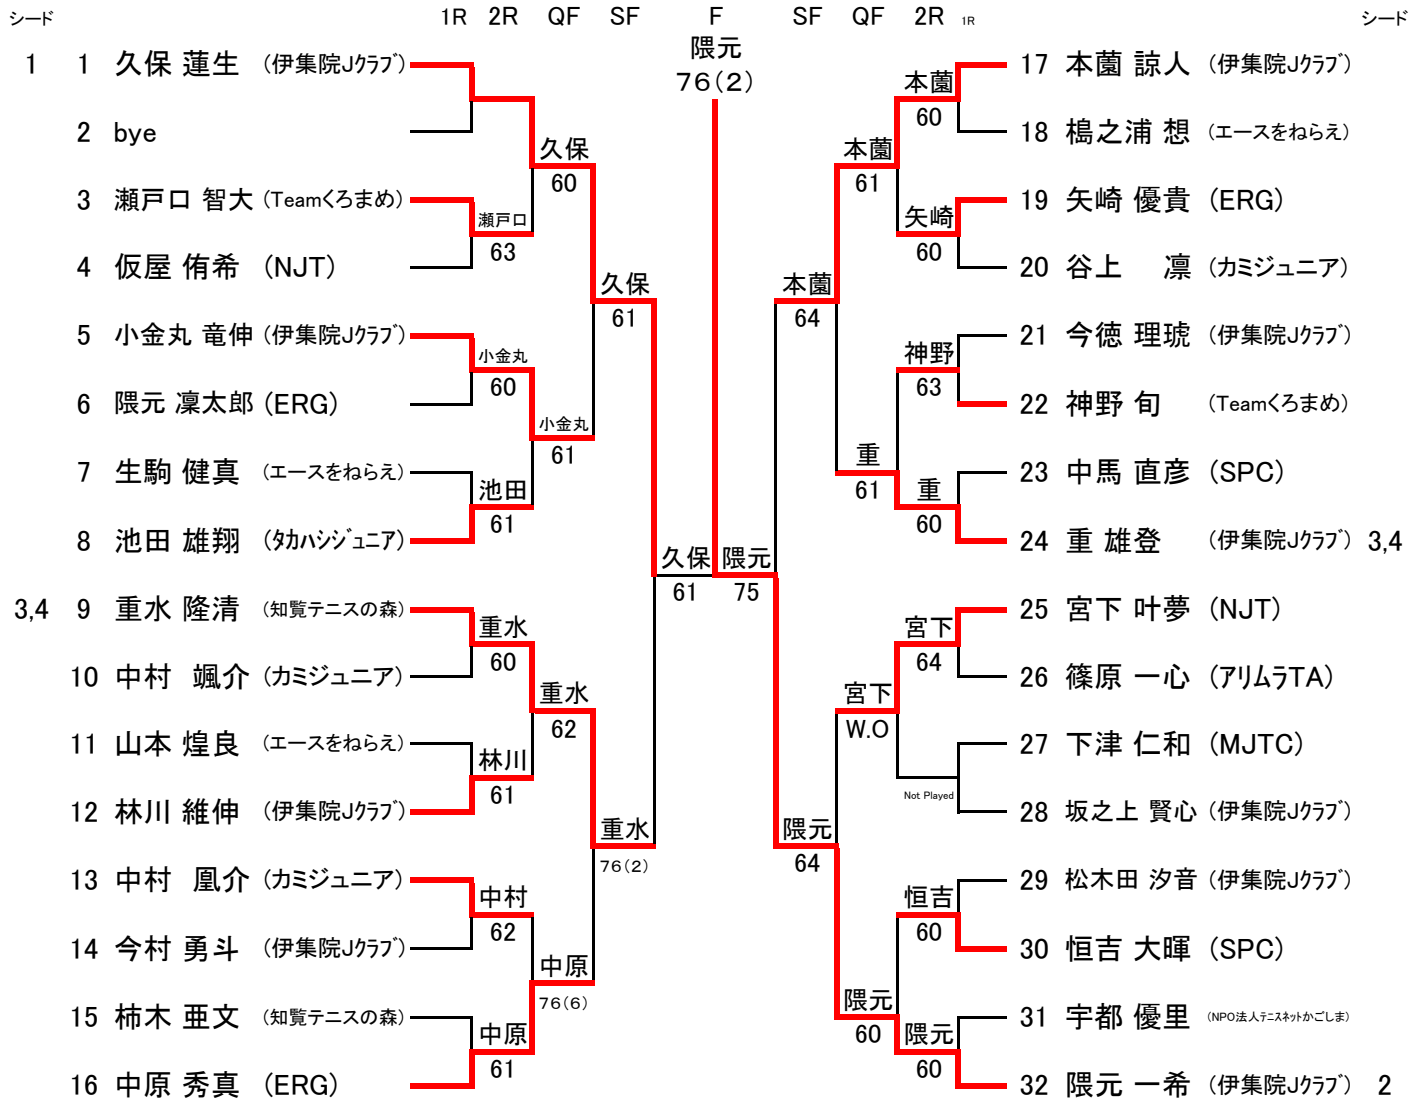 シード 1R 2R QF SF F SF QF 2R 1R シード
隈元
76(2)
1 1 久保 蓮生 (伊集院Jｸﾗﾌﾞ)
2 bye
久保
60
3 瀬戸口 智大 (Teamくろまめ)
瀬戸口
63
4 仮屋 侑希 (NJT)
久保
61
5 小金丸 竜伸 (伊集院Jｸﾗﾌﾞ)
小金丸
60
6 隈元 凜太郎 (ERG)
小金丸
61
7 生駒 健真 (エースをねらえ)
池田
61
8 池田 雄翔 (ﾀｶﾊｼｼﾞｭﾆｱ)
久保
61
3,4 9 重水 隆清 (知覧テニスの森)
重水
60
10 中村 颯介 (カミジュニア)
重水
62
11 山本 煌良 (エースをねらえ)
林川
61
12 林川 維伸 (伊集院Jｸﾗﾌﾞ)
重水
76(2)
13 中村 凰介 (カミジュニア)
中村
62
14 今村 勇斗 (伊集院Jｸﾗﾌﾞ)
中原
76(6)
15 柿木 亜文 (知覧テニスの森)
中原
61
16 中原 秀真 (ERG)
17 本薗 諒人 (伊集院Jｸﾗﾌﾞ)
本薗
60
18 樢之浦 想 (エースをねらえ)
本薗
61
19 矢崎 優貴 (ERG)
矢崎
60
20 谷上 凛 (カミジュニア)
本薗
64
21 今徳 理琥 (伊集院Jｸﾗﾌﾞ)
神野
63
22 神野 旬 (Teamくろまめ)
重
61
23 中馬 直彦 (SPC)
重
60
24 重 雄登 (伊集院Jｸﾗﾌﾞ) 3,4
隈元
75
25 宮下 叶夢 (NJT)
宮下
64
26 篠原 一心 (アリムラTA)
宮下
W.O
27 下津 仁和 (MJTC)
Not Played
28 坂之上 賢心 (伊集院Jｸﾗﾌﾞ)
隈元
64
29 松木田 汐音 (伊集院Jｸﾗﾌﾞ)
恒吉
60
30 恒吉 大暉 (SPC)
隈元
60
31 宇都 優里 (NPO法人ﾃﾆｽﾈｯﾄかごしま)
隈元
60
32 隈元 一希 (伊集院Jｸﾗﾌﾞ) 2